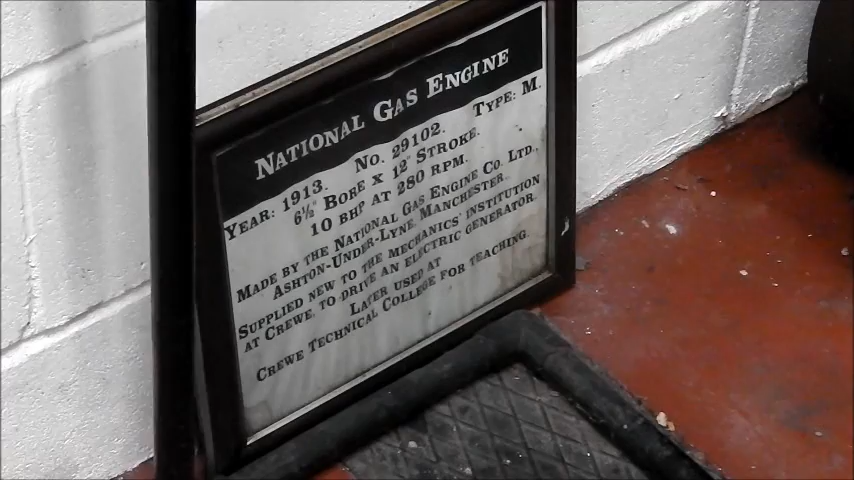 NATIONAL GAS ENGINE
YEAR: 1913. NO. 29102. TYPE: M.
6½" BORE X 12" STROKE.
10 BHP AT 280 RPM.
MADE BY THE NATIONAL GAS ENGINE CO. LTD.,
ASHTON-UNDER-LYNE, MANCHESTER.
SUPPLIED NEW TO THE MECHANICS' INSTITUTION
AT CREWE, TO DRIVE AN ELECTRIC GENERATOR.
LATER USED AT
CREWE TECHNICAL COLLEGE FOR TEACHING.